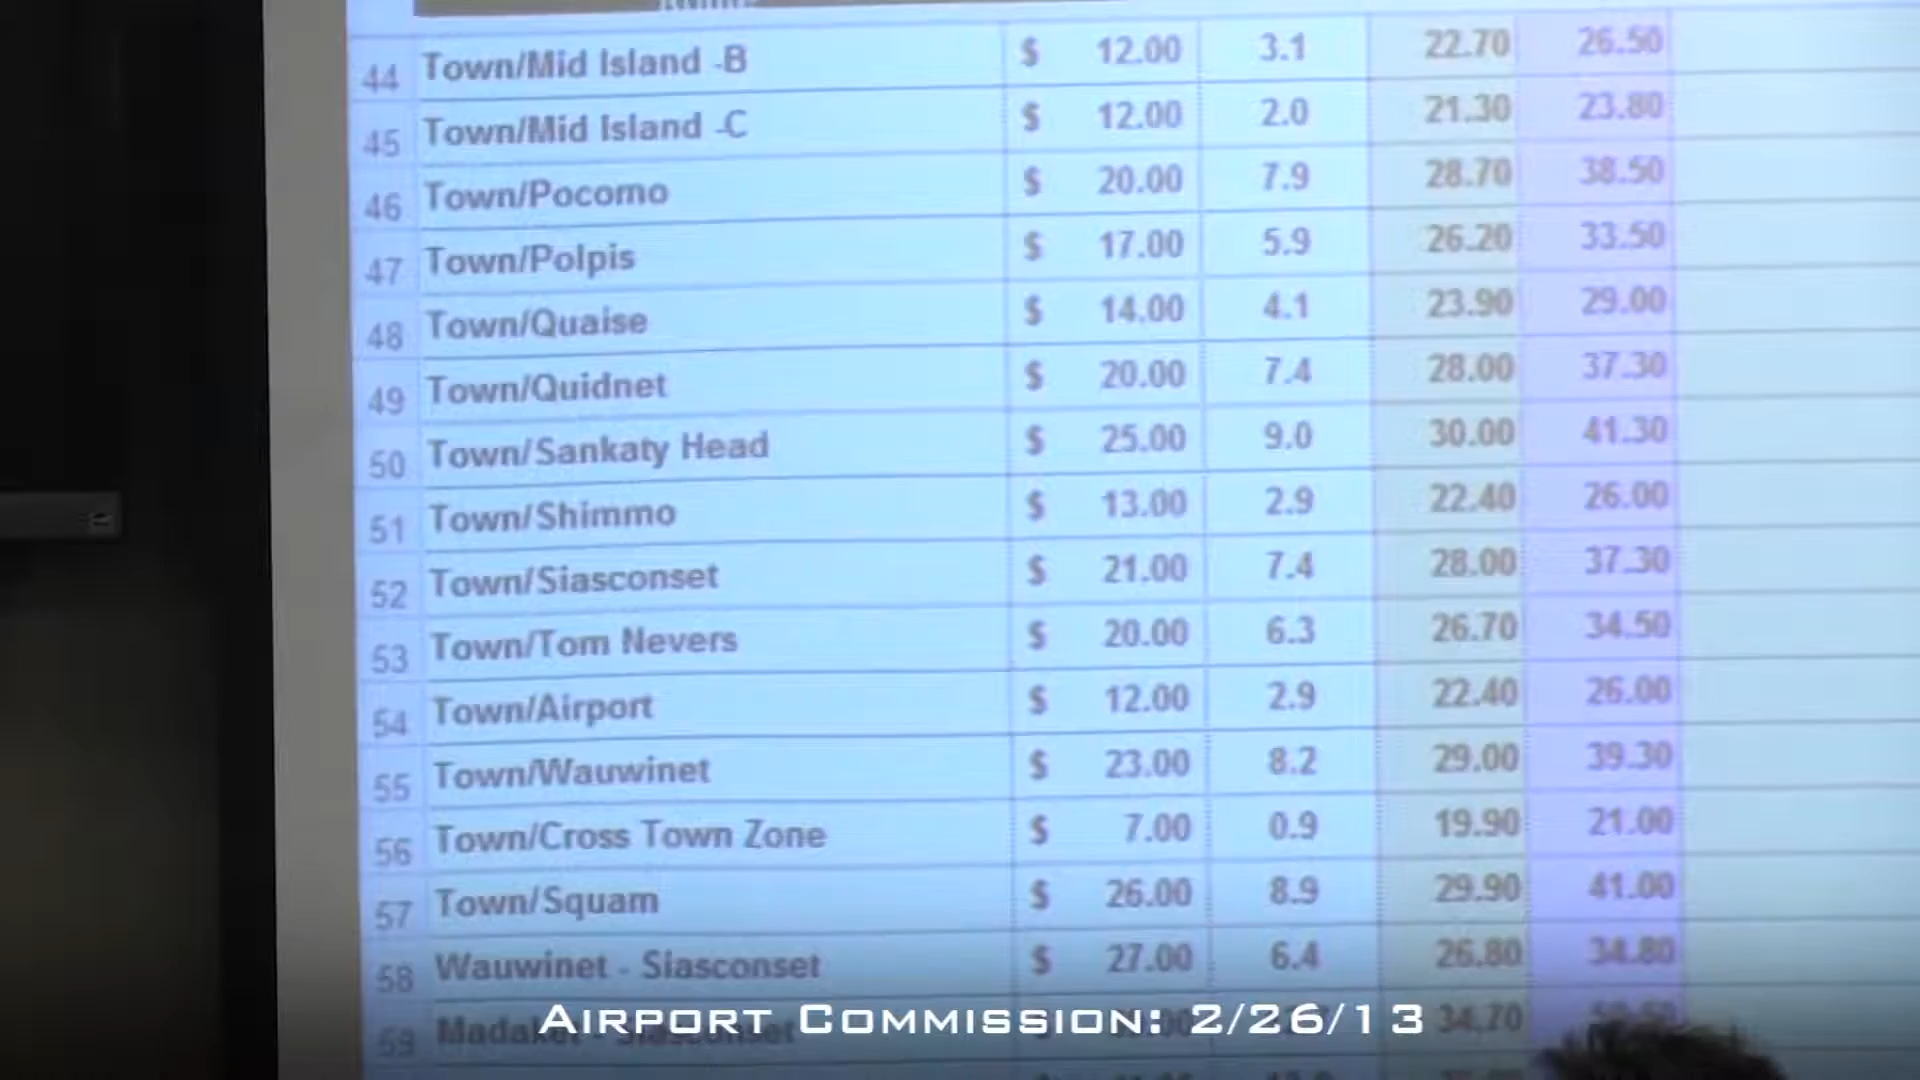 44 Town/Mid Island -B $ 12.00 3.1 22.70 26.50
45 Town/Mid Island -C $ 12.00 2.0 21.30 23.80
46 Town/Pocomo $ 20.00 7.9 28.70 38.50
47 Town/Polpis $ 17.00 5.9 26.20 33.50
48 Town/Quaise $ 14.00 4.1 23.90 29.00
49 Town/Quidnet $ 20.00 7.4 28.00 37.30
50 Town/Sankaty Head $ 25.00 9.0 30.00 41.30
51 Town/Shimmo $ 13.00 2.9 22.40 26.00
52 Town/Siasconset $ 21.00 7.4 28.00 37.30
53 Town/Tom Nevers $ 20.00 6.3 26.70 34.50
54 Town/Airport $ 12.00 2.9 22.40 26.00
55 Town/Wauwinet $ 23.00 8.2 29.00 39.30
56 Town/Cross Town Zone $ 7.00 0.9 19.90 21.00
57 Town/Squam $ 26.00 8.9 29.90 41.00
58 Wauwinet - Siasconset $ 27.00 6.4 26.80 34.80
59 Madaket - Siasconset 34.70
Airport Commission: 2/26/13